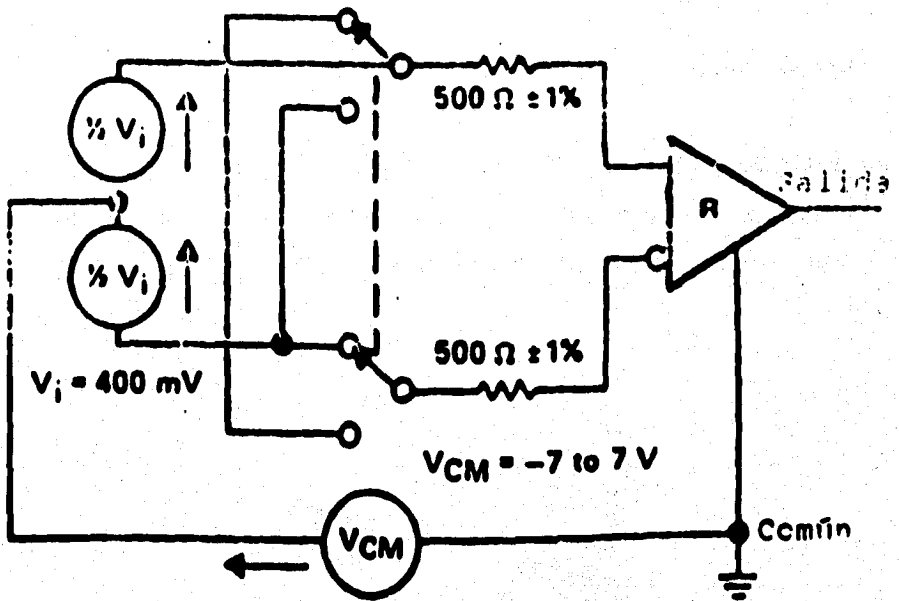 ½ Vi
500 Ω ±1%
Salida
R
½ Vi
500 Ω ±1%
Vi = 400 mV
VCM = -7 to 7 V
VCM
Común